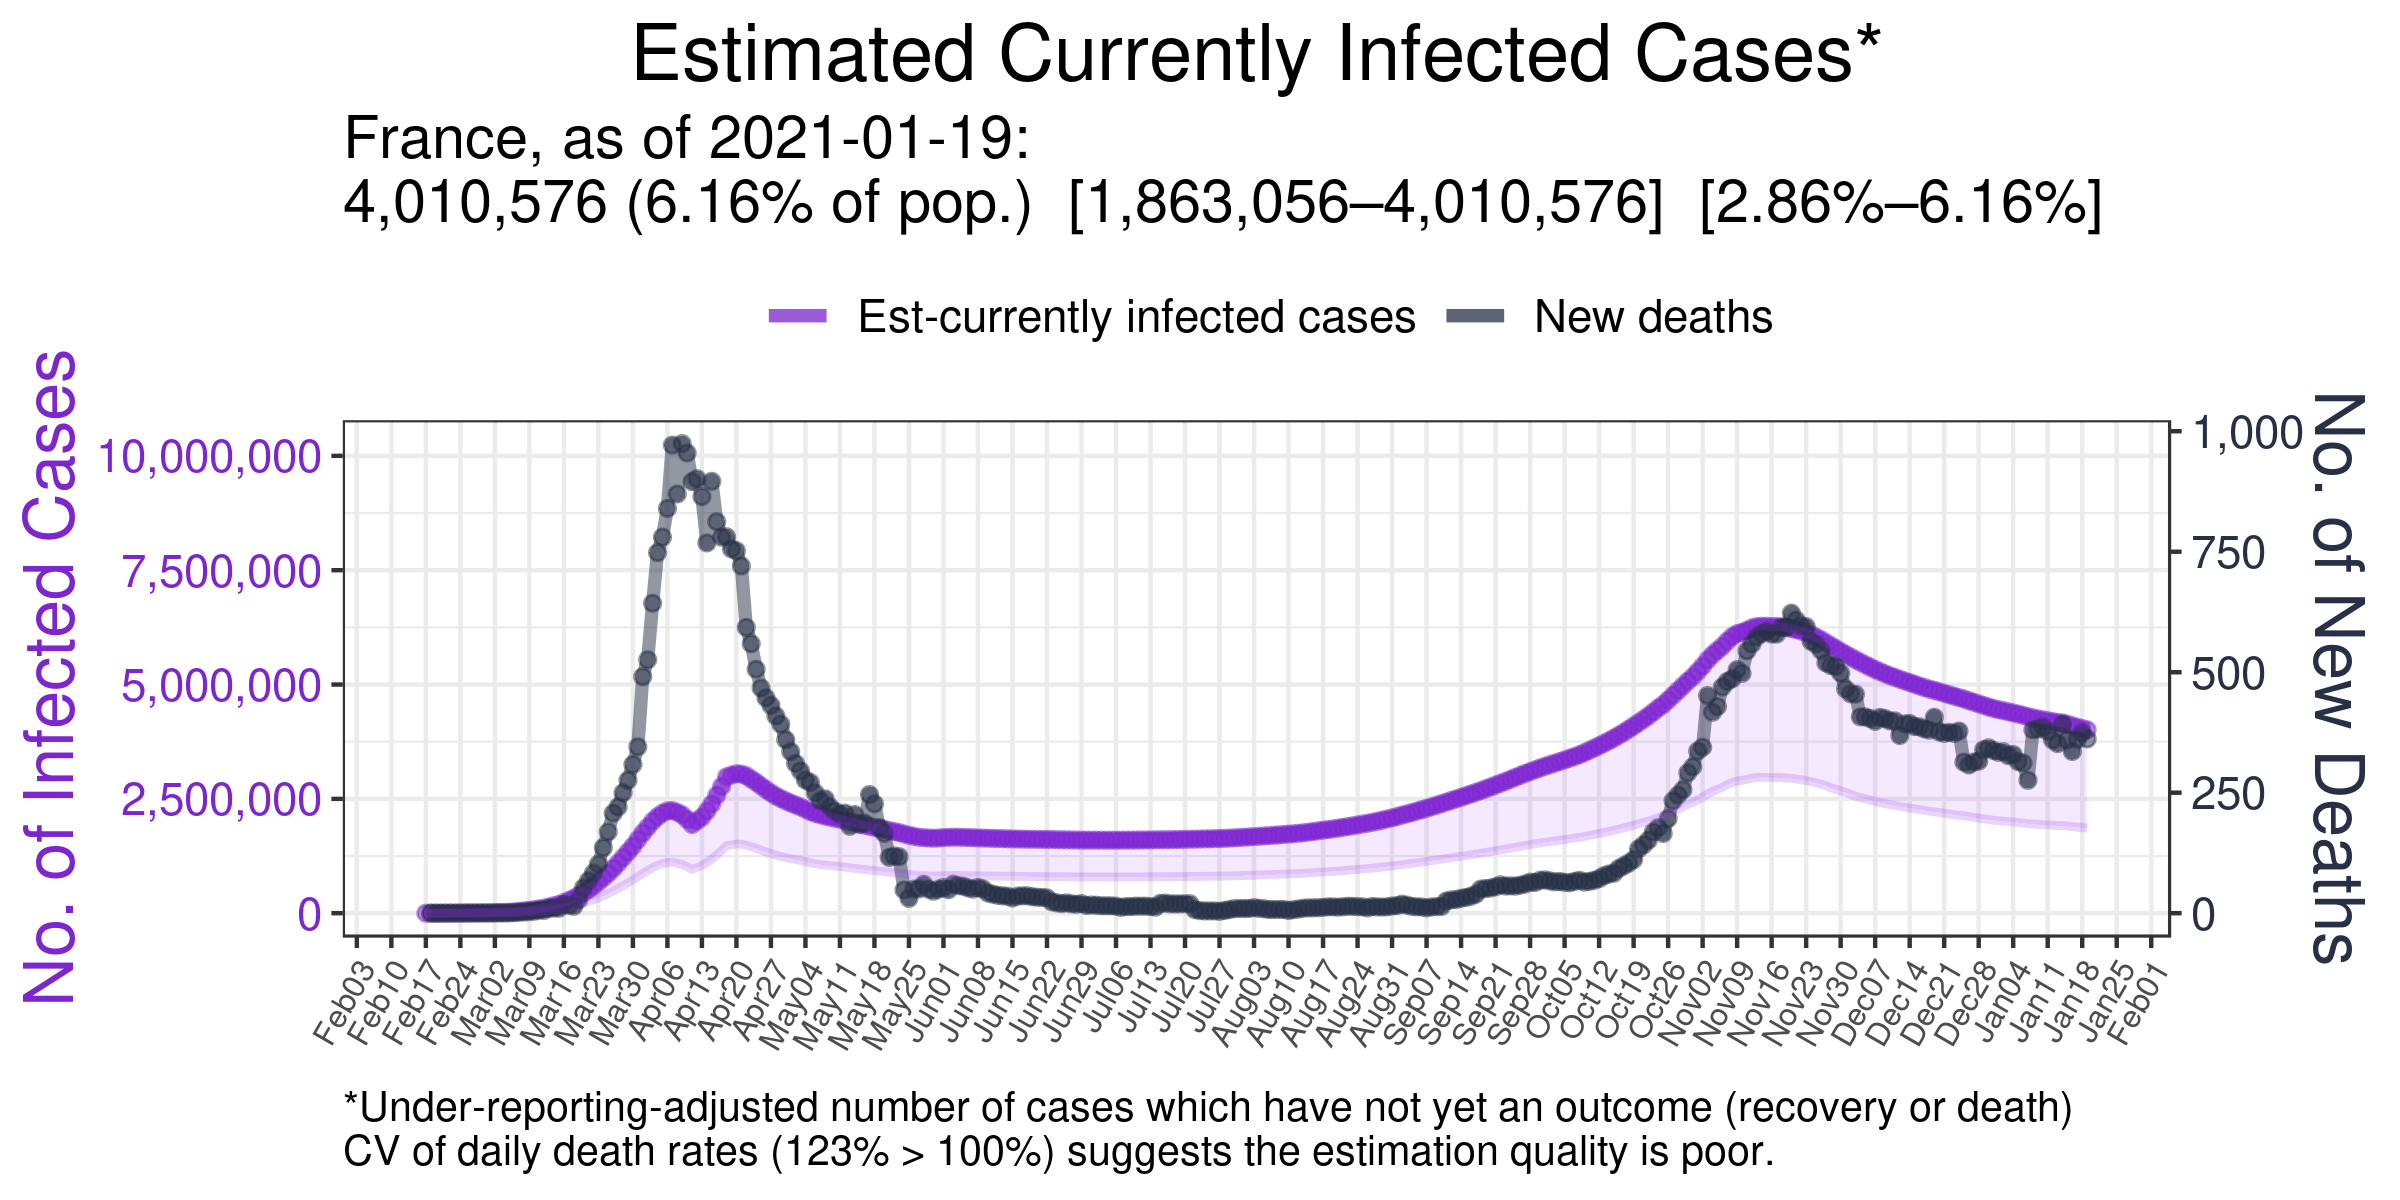 Estimated Currently Infected Cases*
France, as of 2021-01-19:
4,010,576 (6.16% of pop.) [1,863,056–4,010,576] [2.86%–6.16%]
Est-currently infected cases
New deaths
No. of Infected Cases
10,000,000
7,500,000
5,000,000
2,500,000
0
1,000
750
500
250
0
No. of New Deaths
Feb03
Feb10
Feb17
Feb24
Mar02
Mar09
Mar16
Mar23
Mar30
Apr06
Apr13
Apr20
Apr27
May04
May11
May18
May25
Jun01
Jun08
Jun15
Jun22
Jun29
Jul06
Jul13
Jul20
Jul27
Aug03
Aug10
Aug17
Aug24
Aug31
Sep07
Sep14
Sep21
Sep28
Oct05
Oct12
Oct19
Oct26
Nov02
Nov09
Nov16
Nov23
Nov30
Dec07
Dec14
Dec21
Dec28
Jan04
Jan11
Jan18
Jan25
Feb01
*Under-reporting-adjusted number of cases which have not yet an outcome (recovery or death)
CV of daily death rates (123% > 100%) suggests the estimation quality is poor.